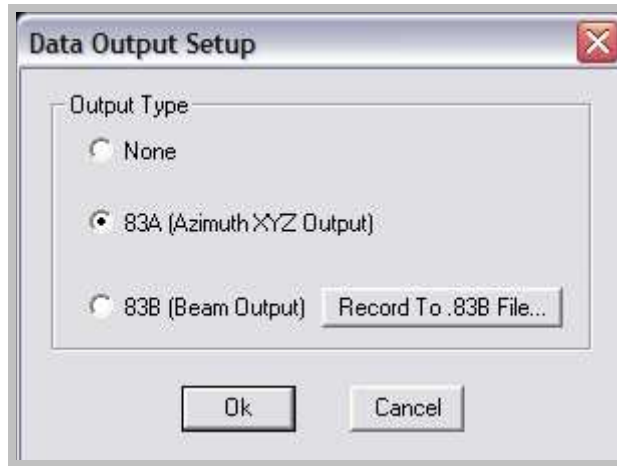 Data Output Setup
Output Type
None
83A (Azimuth XYZ Output)
83B (Beam Output) Record To .83B File...
Ok Cancel